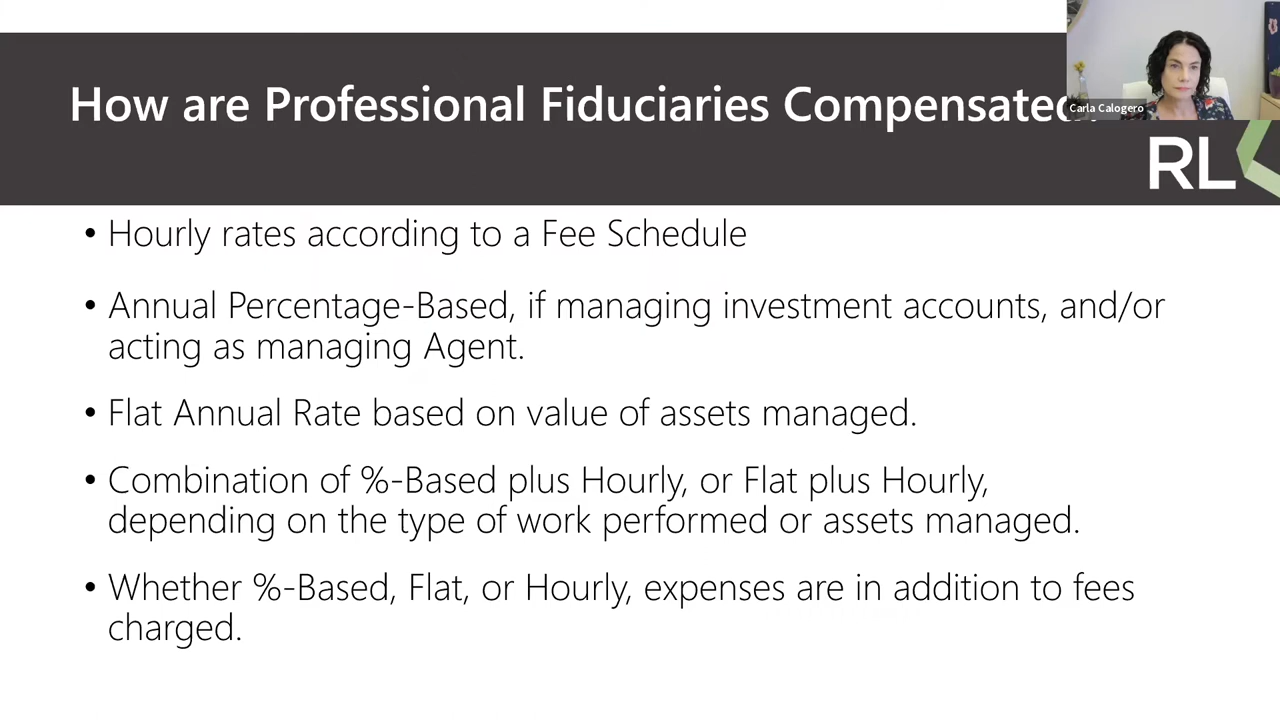 How are Professional Fiduciaries Compensated
Carla Calogero
RL
• Hourly rates according to a Fee Schedule
• Annual Percentage-Based, if managing investment accounts, and/or
acting as managing Agent.
• Flat Annual Rate based on value of assets managed.
• Combination of %-Based plus Hourly, or Flat plus Hourly,
depending on the type of work performed or assets managed.
• Whether %-Based, Flat, or Hourly, expenses are in addition to fees
charged.